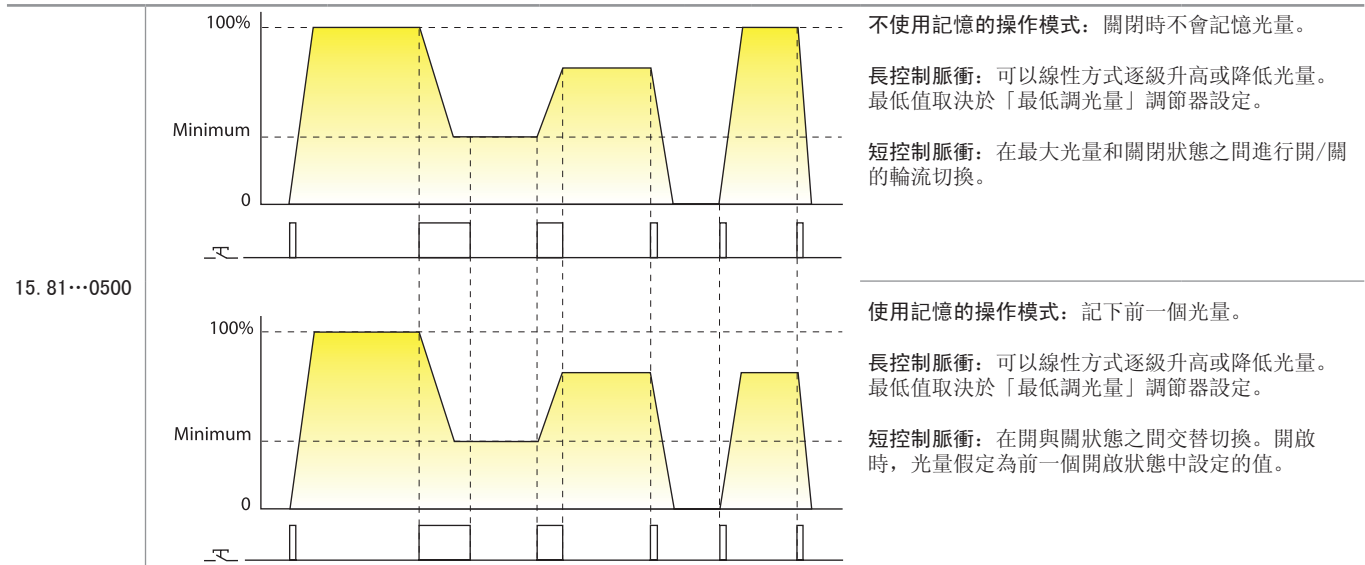 15.81…0500
100%
Minimum
0
不使用記憶的操作模式：關閉時不會記憶光量。
長控制脈衝：可以線性方式逐級升高或降低光量。
最低值取決於「最低調光量」調節器設定。
短控制脈衝：在最大光量和關閉狀態之間進行開/關
的輪流切換。
100%
Minimum
0
使用記憶的操作模式：記下前一個光量。
長控制脈衝：可以線性方式逐級升高或降低光量。
最低值取決於「最低調光量」調節器設定。
短控制脈衝：在開與關狀態之間交替切換。開啟
時，光量假定為前一個開啟狀態中設定的值。